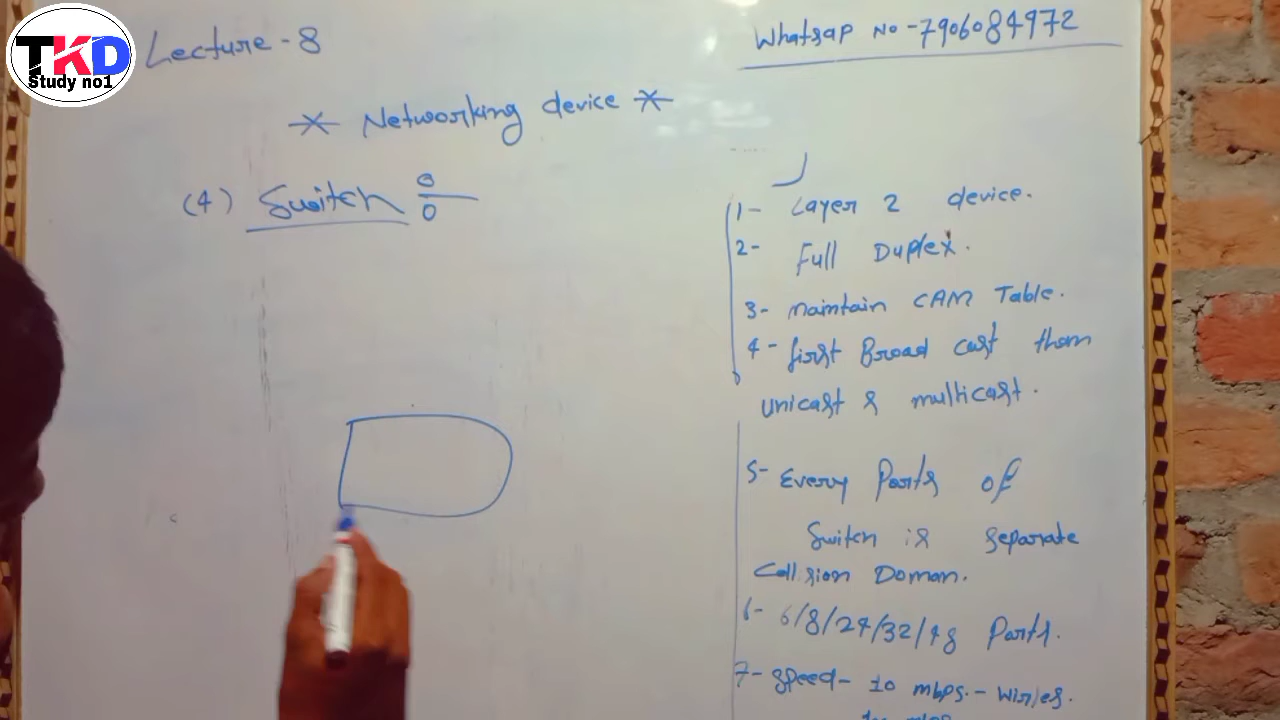 TKD
Study no1
Lecture - 8
Whatsap No - 7906084972
* Networking device *
(4) Switch :-
1- Layer 2 device.
2- Full Duplex.
3- maintain CAM Table.
4- first Broad cast then
unicast & multicast.
5- Every Ports of
Switch is separate
Collision Doman.
6- 6/8/24/32/48 Ports.
7- speed - 10 mbps. -